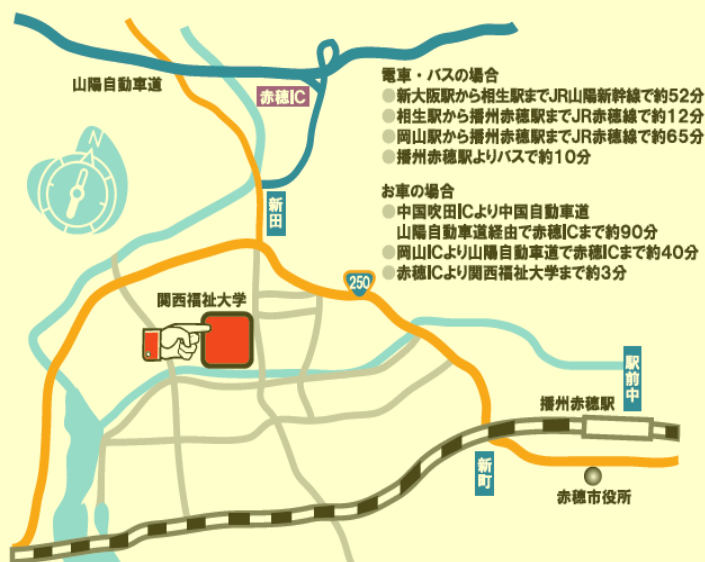 山陽自動車道
赤穂IC
N
新田
電車・バスの場合
●新大阪駅から相生駅までJR山陽新幹線で約52分
●相生駅から播州赤穂駅までJR赤穂線で約12分
●岡山駅から播州赤穂駅までJR赤穂線で約65分
●播州赤穂駅よりバスで約10分
お車の場合
●中国吹田ICより中国自動車道
山陽自動車道経由で赤穂ICまで約90分
●岡山ICより山陽自動車道で赤穂ICまで約40分
●赤穂ICより関西福祉大学まで約3分
250
関西福祉大学
駅前中
播州赤穂駅
新町
赤穂市役所